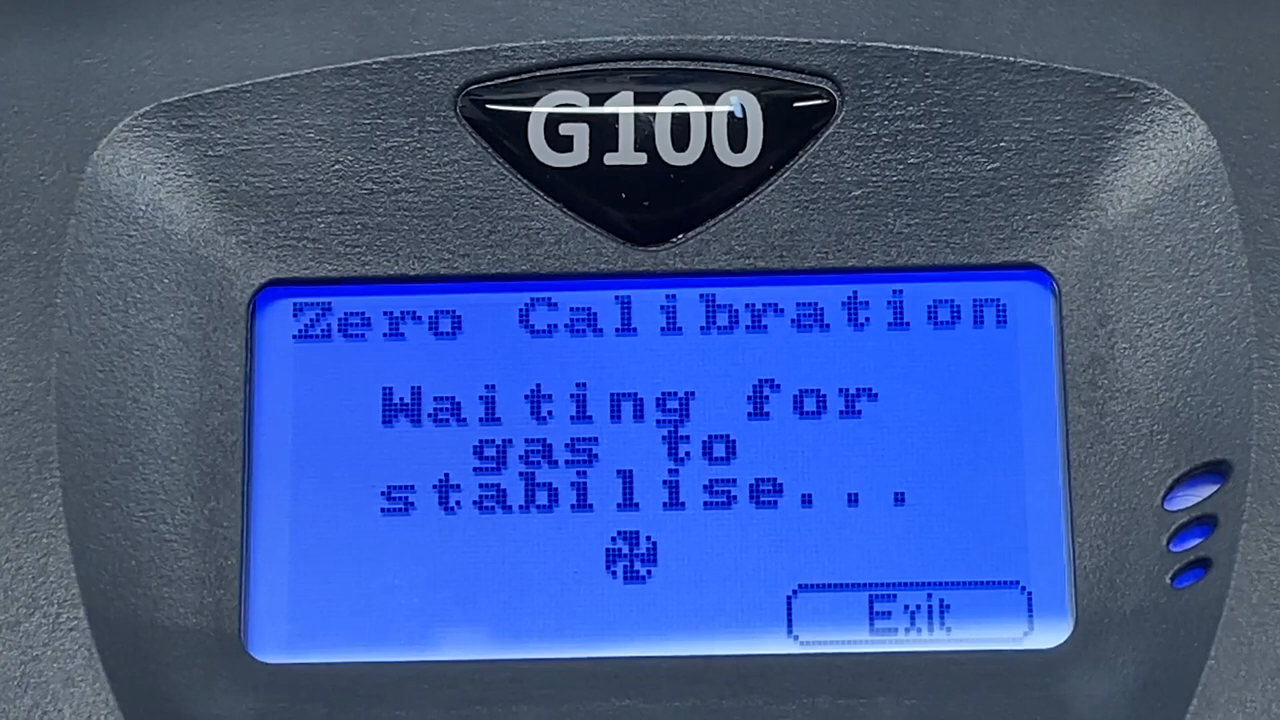 G100
Zero Calibration
Waiting for
gas to
stabilise...
Exit